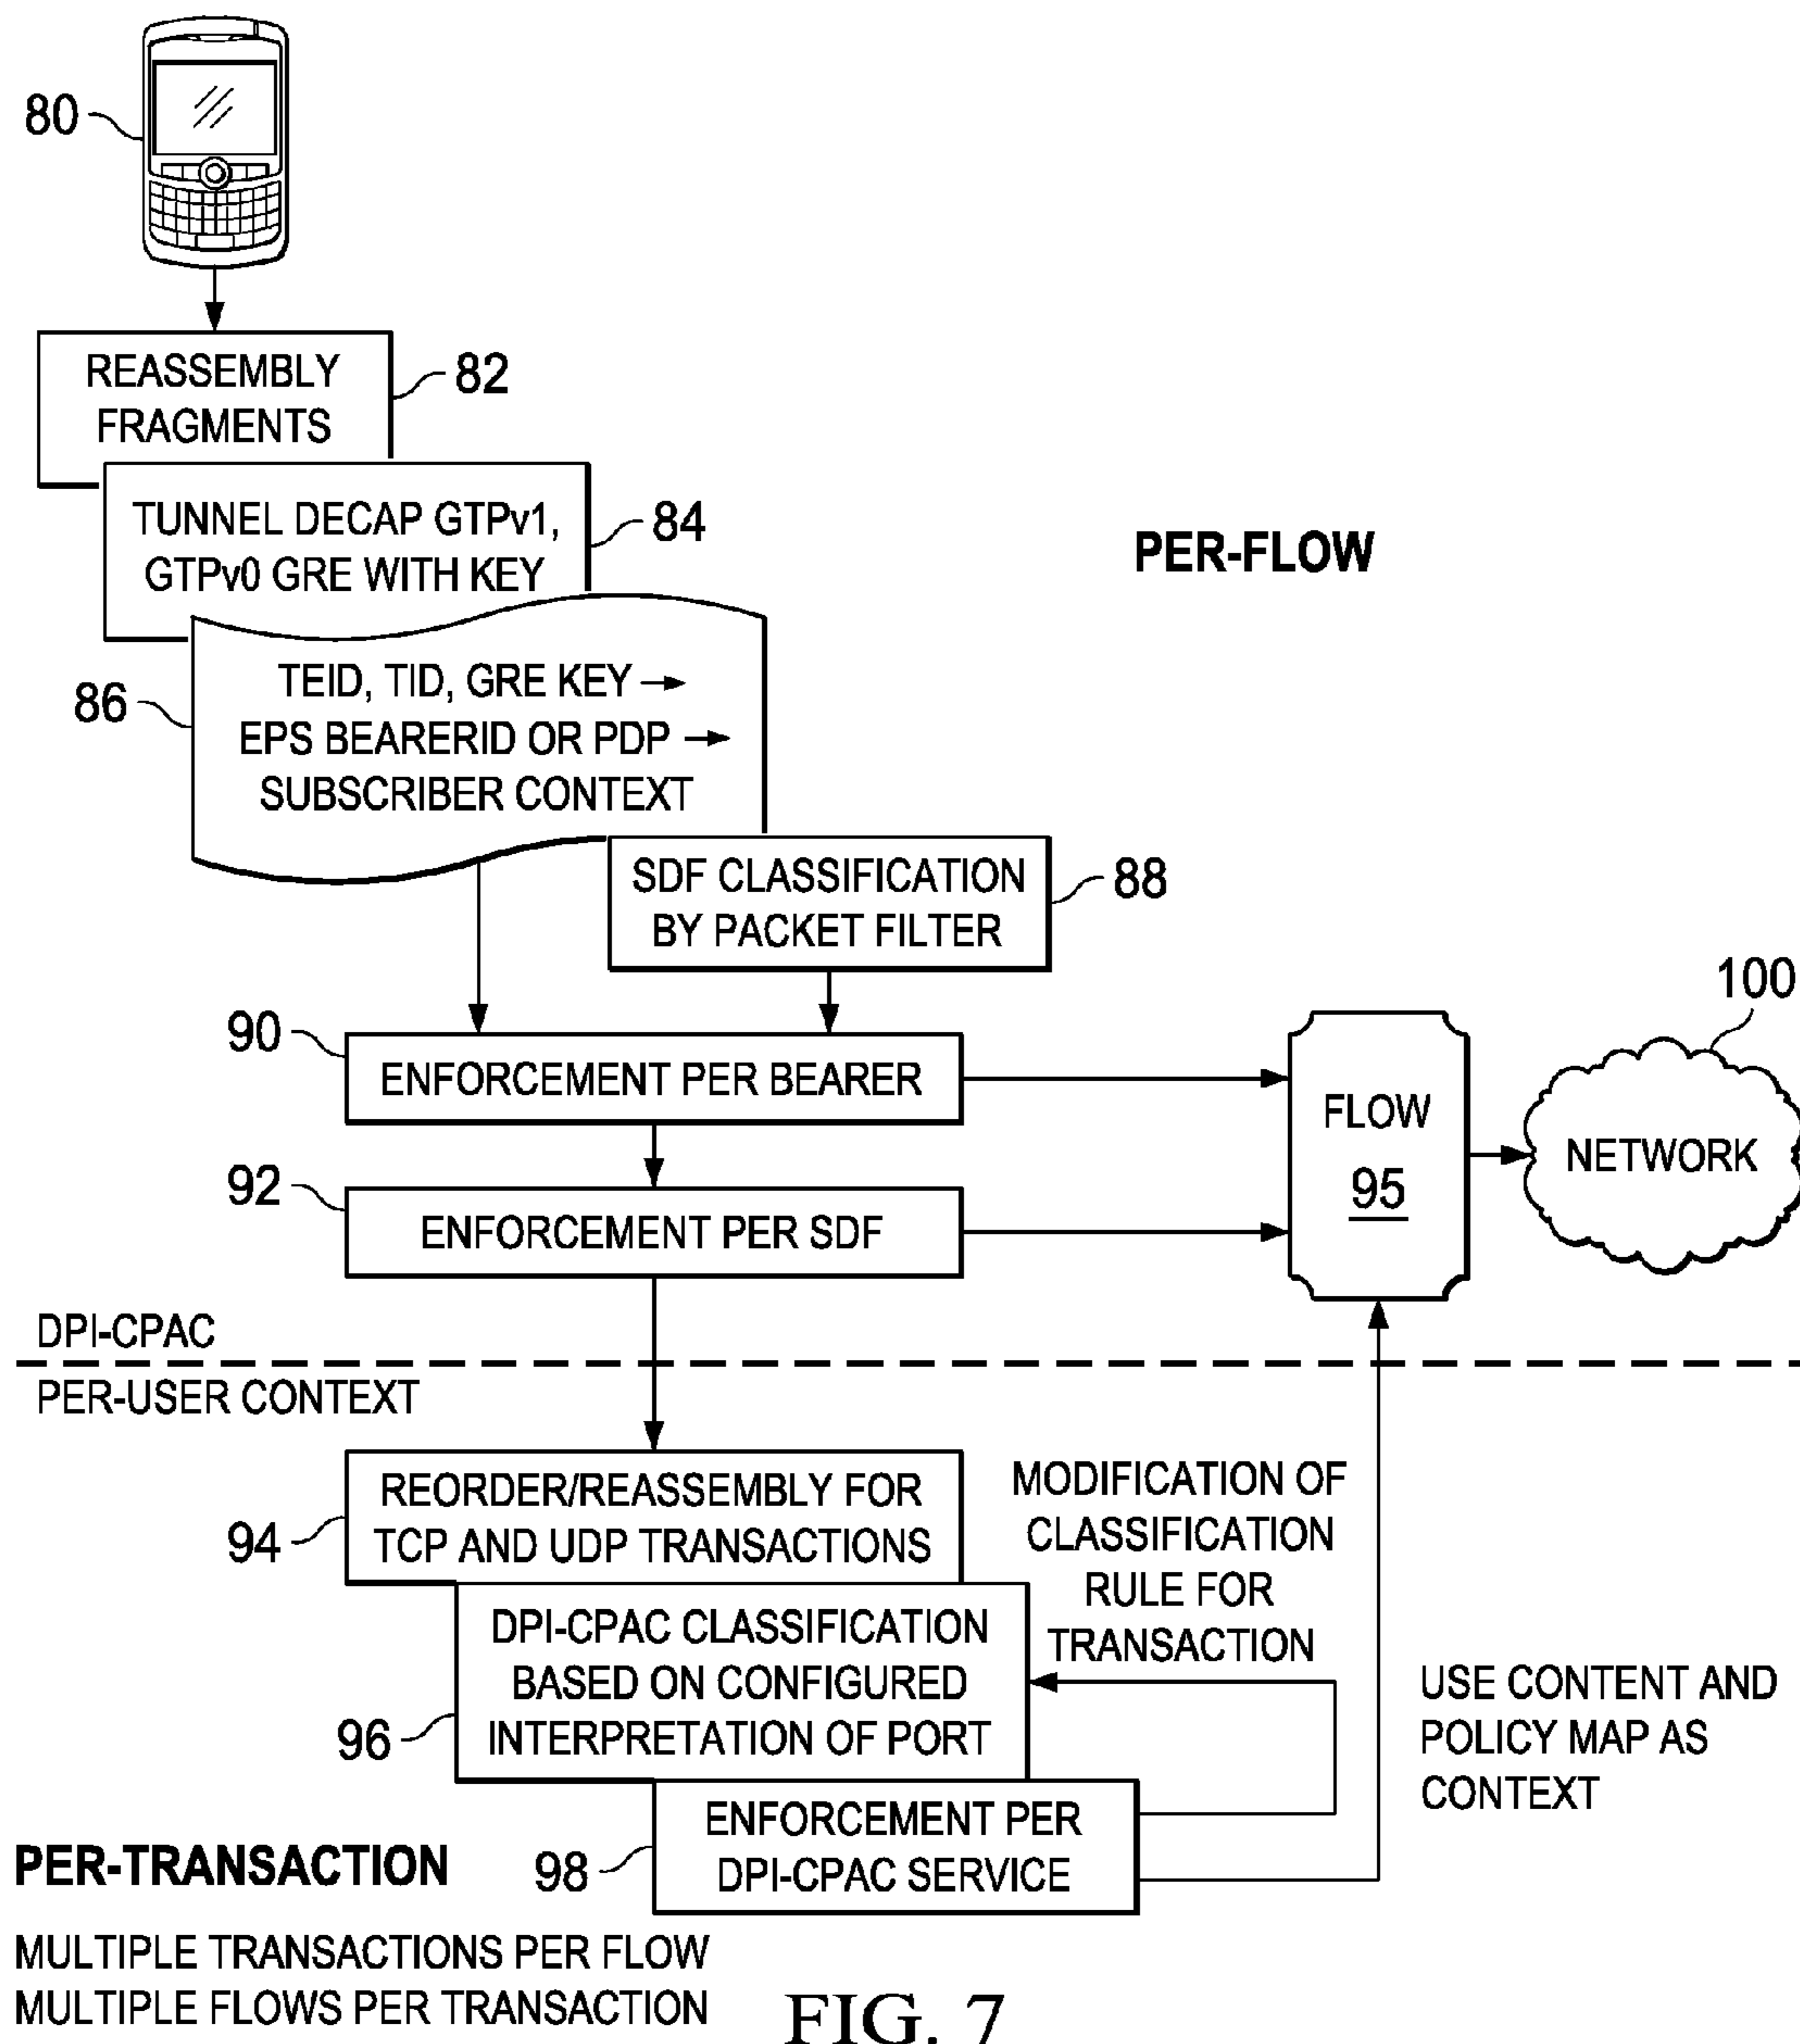 80
REASSEMBLY
FRAGMENTS
82
TUNNEL DECAP GTPv1,
GTPv0 GRE WITH KEY
84
PER-FLOW
TEID, TID, GRE KEY →
EPS BEARERID OR PDP →
SUBSCRIBER CONTEXT
86
SDF CLASSIFICATION
BY PACKET FILTER
88
90
ENFORCEMENT PER BEARER
92
ENFORCEMENT PER SDF
FLOW
95
100
NETWORK
DPI-CPAC
PER-USER CONTEXT
REORDER/REASSEMBLY FOR
TCP AND UDP TRANSACTIONS
94
MODIFICATION OF
CLASSIFICATION
RULE FOR
TRANSACTION
DPI-CPAC CLASSIFICATION
BASED ON CONFIGURED
INTERPRETATION OF PORT
96
USE CONTENT AND
POLICY MAP AS
CONTEXT
ENFORCEMENT PER
DPI-CPAC SERVICE
98
PER-TRANSACTION
MULTIPLE TRANSACTIONS PER FLOW
MULTIPLE FLOWS PER TRANSACTION
FIG. 7